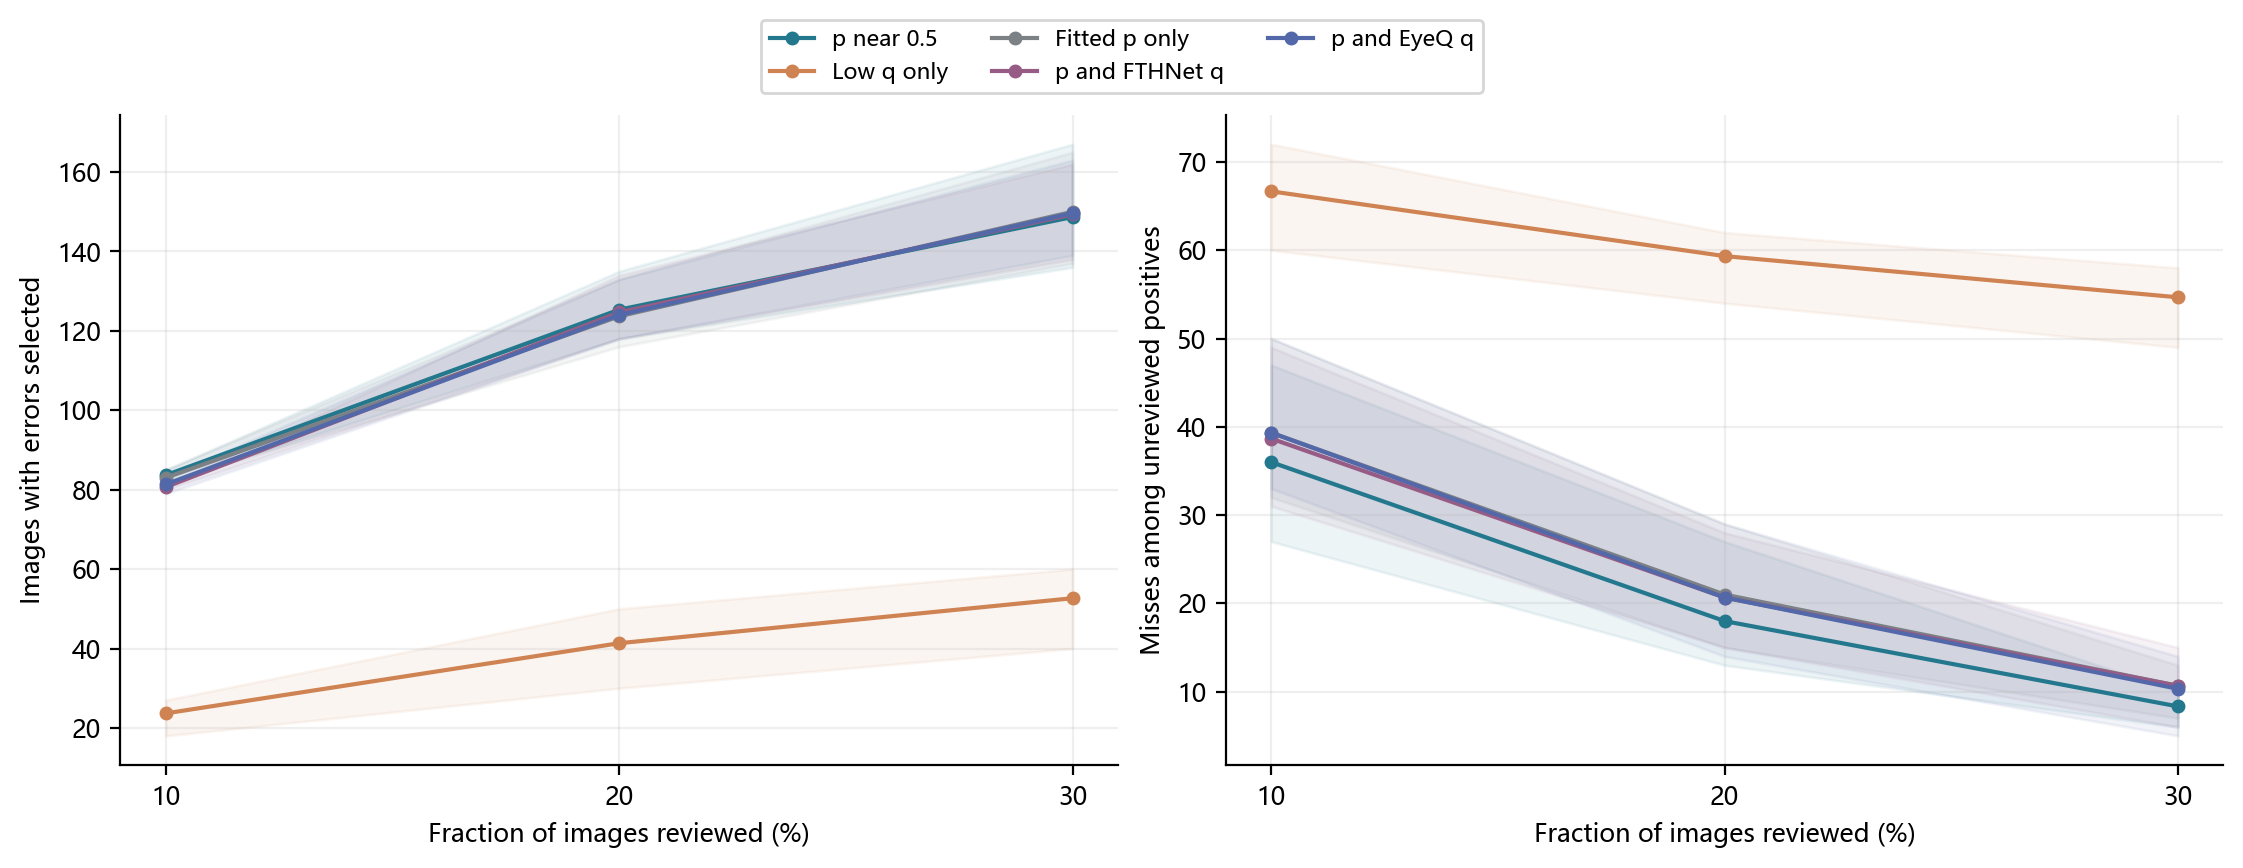 p near 0.5
Low q only
Fitted p only
p and FTHNet q
p and EyeQ q
Images with errors selected
160
140
120
100
80
60
40
20
10
20
30
Fraction of images reviewed (%)
Misses among unreviewed positives
70
60
50
40
30
20
10
10
20
30
Fraction of images reviewed (%)